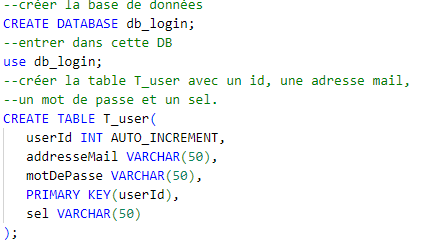 --créer la base de données
CREATE DATABASE db_login;
--entrer dans cette DB
use db_login;
--créer la table T_user avec un id, une adresse mail,
--un mot de passe et un sel.
CREATE TABLE T_user(
userId INT AUTO_INCREMENT,
addresseMail VARCHAR(50),
motDePasse VARCHAR(50),
PRIMARY KEY(userId),
sel VARCHAR(50)
);